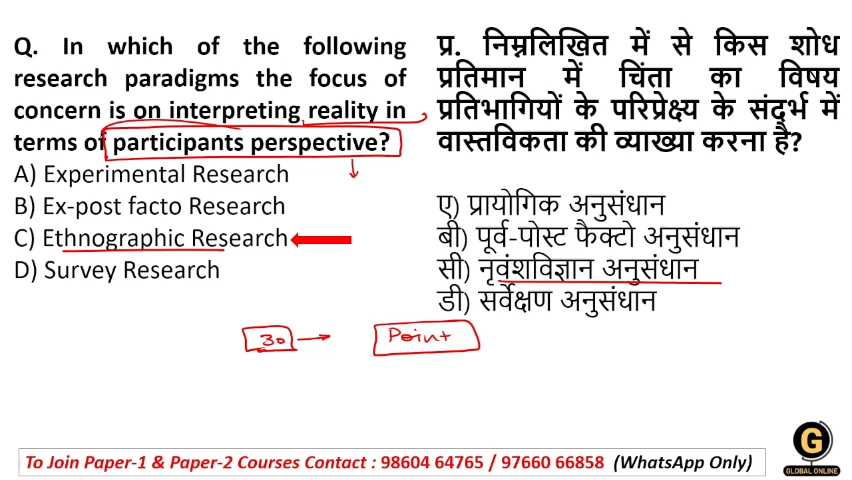 Q. In which of the following
research paradigms the focus of
concern is on interpreting reality in
terms of participants perspective?
A) Experimental Research
B) Ex-post facto Research
C) Ethnographic Research
D) Survey Research
प्र. निम्नलिखित में से किस शोध
प्रतिमान में चिंता का विषय
प्रतिभागियों के परिप्रेक्ष्य के संदर्भ में
वास्तविकता की व्याख्या करना है?
ए) प्रायोगिक अनुसंधान
बी) पूर्व-पोस्ट फैक्टो अनुसंधान
सी) नृवंशविज्ञान अनुसंधान
डी) सर्वेक्षण अनुसंधान
30
Point
To Join Paper-1 & Paper-2 Courses Contact : 98604 64765 / 97660 66858 (WhatsApp Only)
G
GLOBAL ONLINE